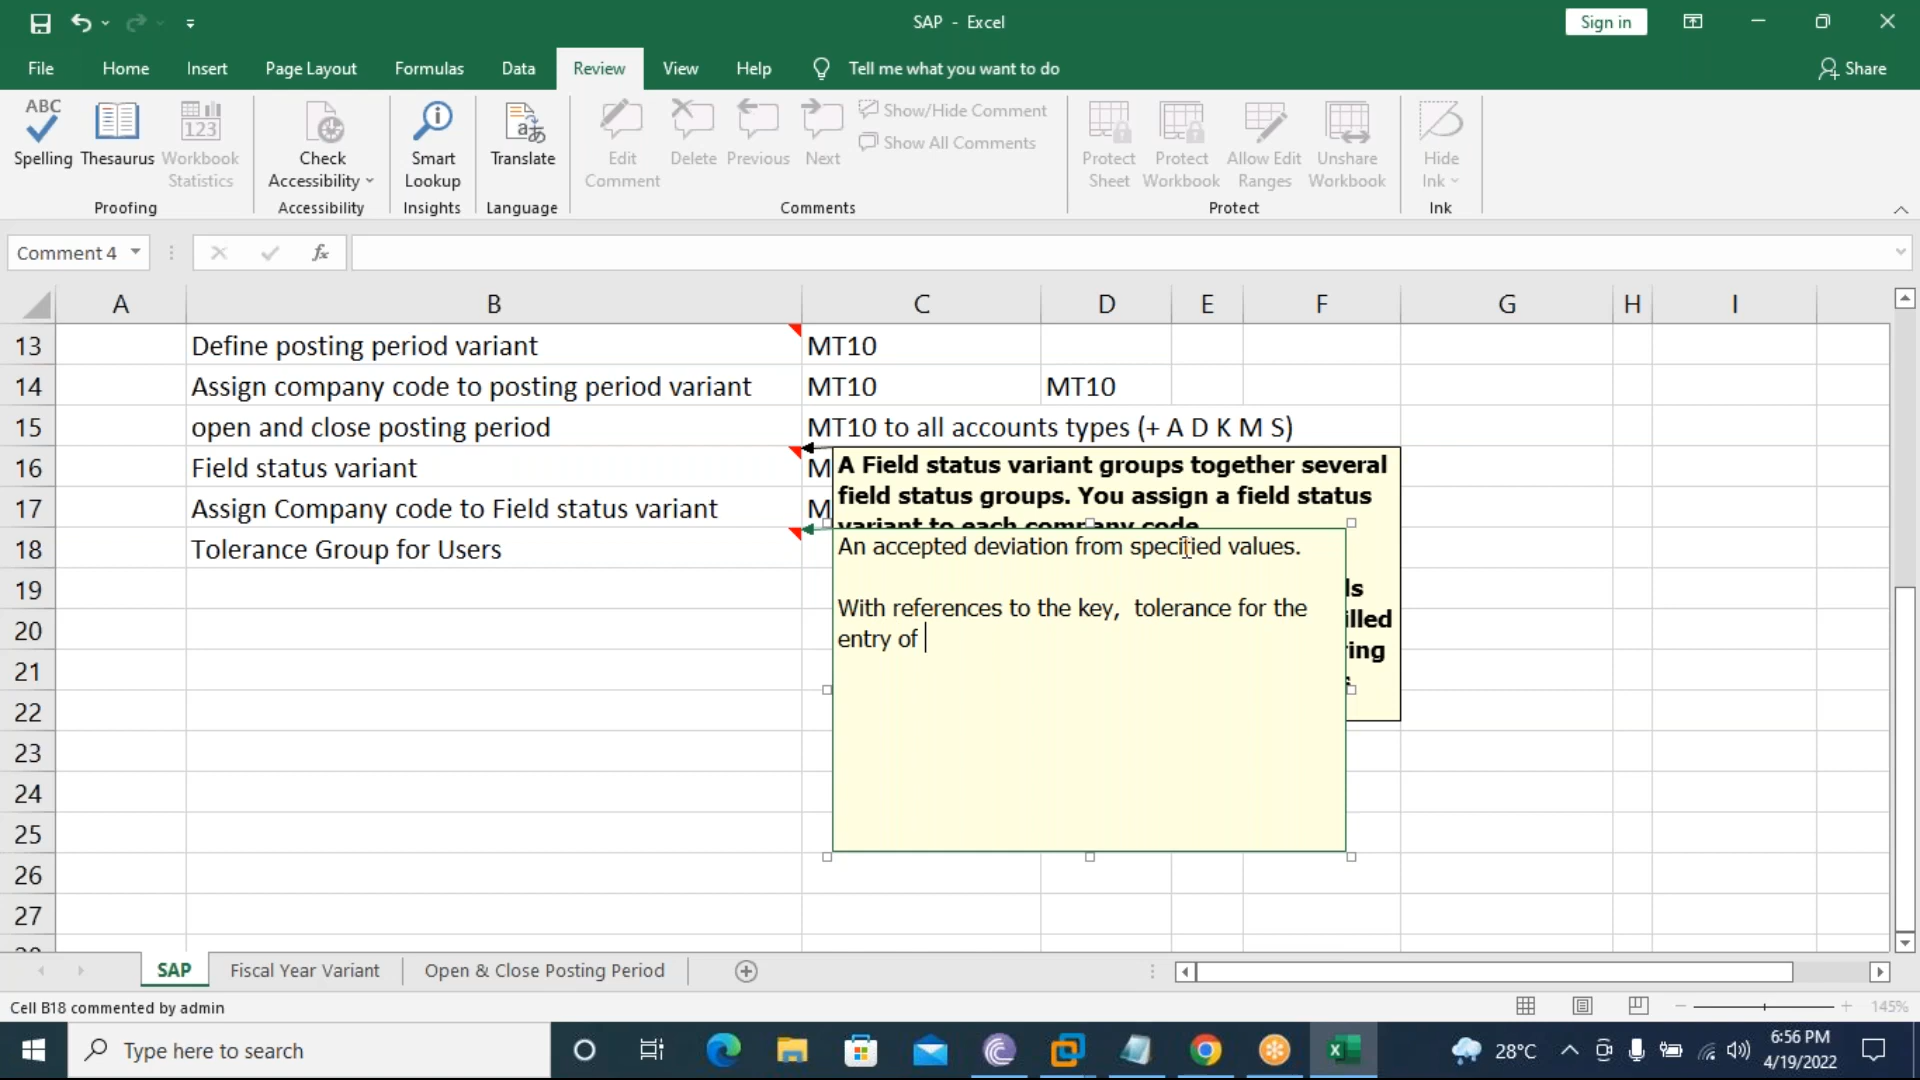 SAP - Excel
Sign in
File Home Insert Page Layout Formulas Data Review View Help Tell me what you want to do Share
ABC
Spelling Thesaurus Workbook Statistics
Proofing
Check Accessibility
Accessibility
Smart Lookup
Insights
Translate
Language
Edit Comment Delete Previous Next
Show/Hide Comment
Show All Comments
Comments
Protect Sheet Protect Workbook Allow Edit Ranges Unshare Workbook
Protect
Hide Ink
Ink
Comment 4 fx
A B C D E F G H I
13 Define posting period variant MT10
14 Assign company code to posting period variant MT10 MT10
15 open and close posting period MT10 to all accounts types (+ A D K M S)
16 Field status variant M
17 Assign Company code to Field status variant M
18 Tolerance Group for Users
19
20
21
22
23
24
25
26
27
A Field status variant groups together several
field status groups. You assign a field status
variant to each company code
An accepted deviation from specified values.
With references to the key, tolerance for the
entry of
SAP Fiscal Year Variant Open & Close Posting Period
Cell B18 commented by admin
145%
Type here to search
28°C
6:56 PM
4/19/2022